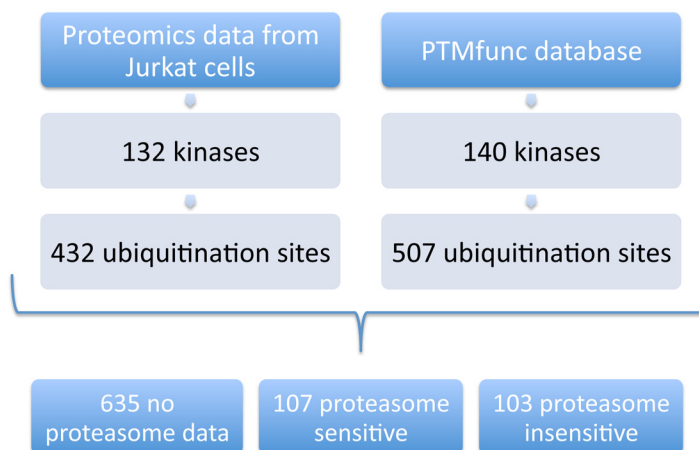 Proteomics data from
Jurkat cells
PTMfunc database
132 kinases
140 kinases
432 ubiquitination sites
507 ubiquitination sites
635 no
proteasome data
107 proteasome
sensitive
103 proteasome
insensitive